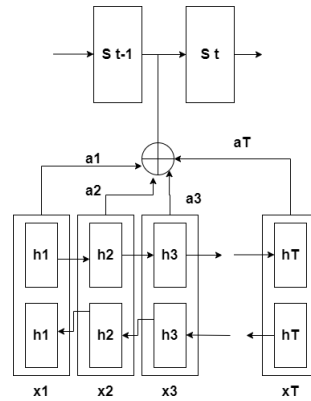 S t-1 S t
a1 aT
a2 a3
h1 h2 h3 hT
h1 h2 h3 hT
x1 x2 x3 xT